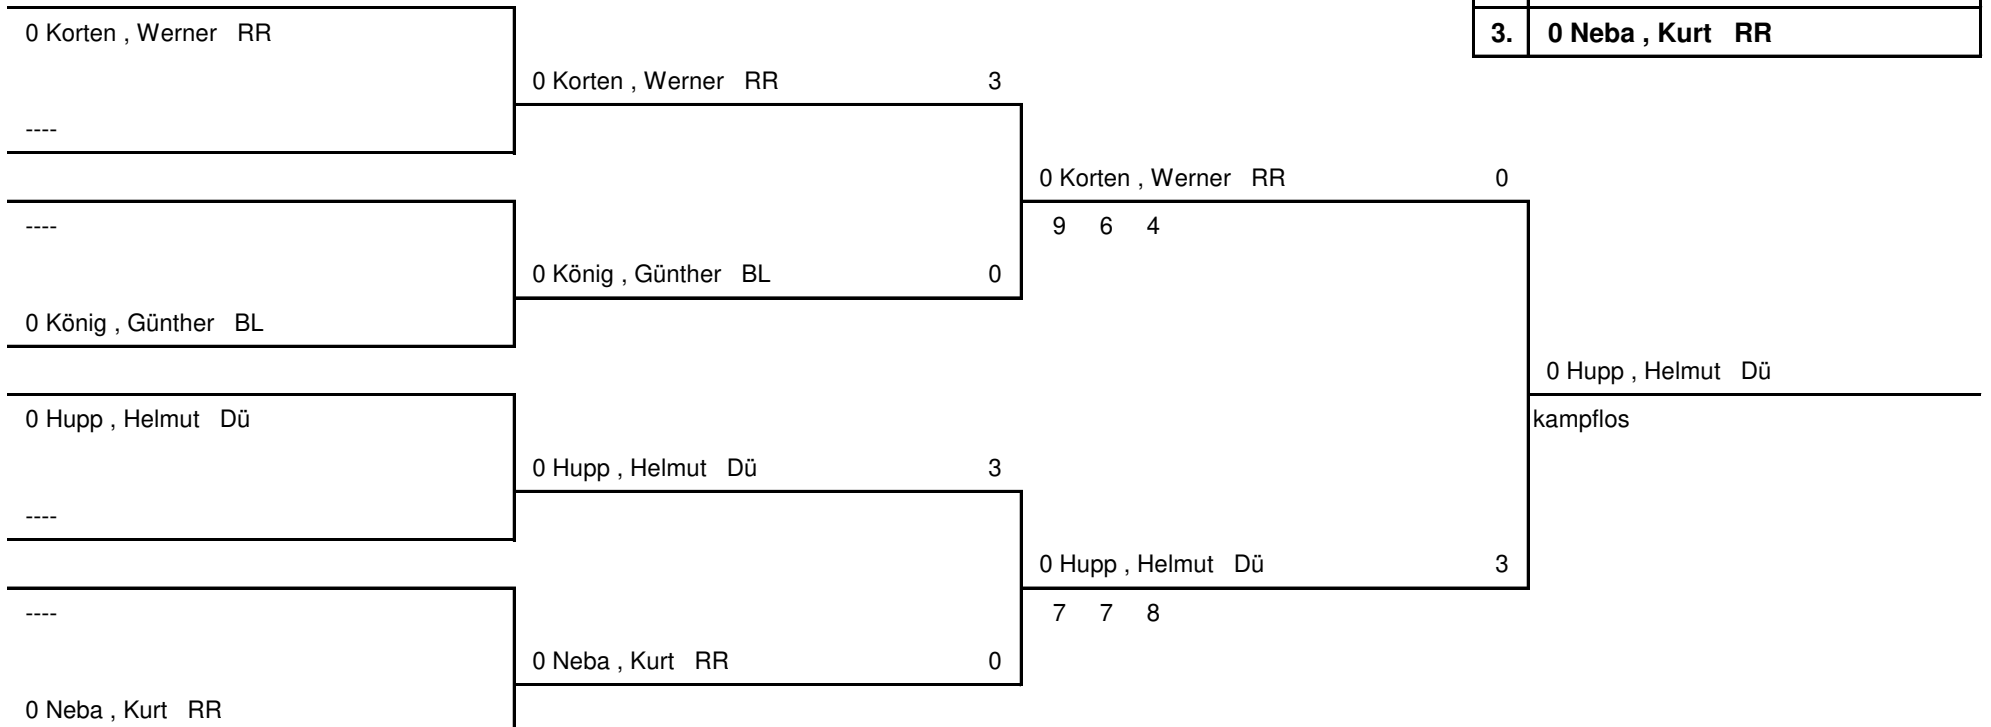 0 Korten , Werner RR
3. 0 Neba , Kurt RR
0 Korten , Werner RR 3
----
0 Korten , Werner RR 0
----
9 6 4
0 König , Günther BL 0
0 König , Günther BL
0 Hupp , Helmut Dü
0 Hupp , Helmut Dü
kampflos
0 Hupp , Helmut Dü 3
----
0 Hupp , Helmut Dü 3
----
7 7 8
0 Neba , Kurt RR 0
0 Neba , Kurt RR